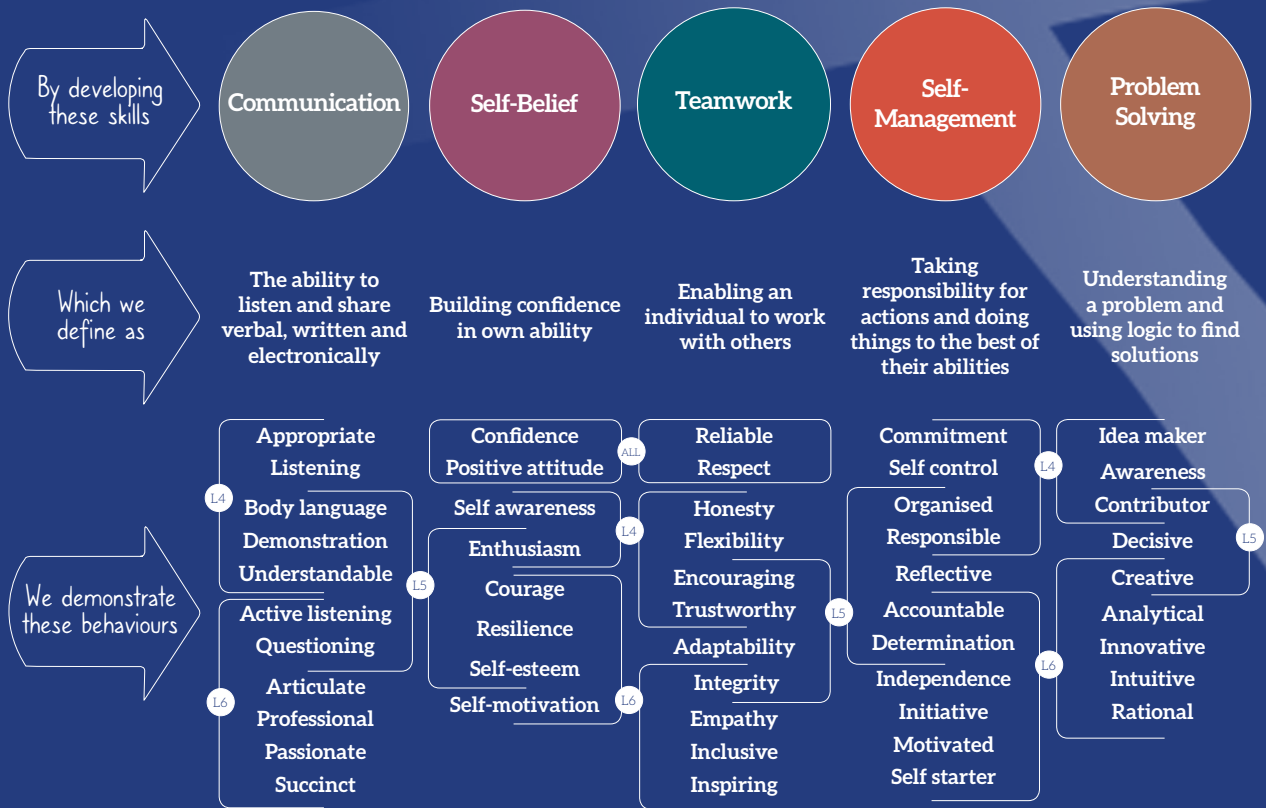 By developing
these skills
Communication
Self-Belief
Teamwork
Self-
Management
Problem
Solving
Which we
define as
The ability to
listen and share
verbal, written and
electronically
Building confidence
in own ability
Enabling an
individual to work
with others
Taking
responsibility for
actions and doing
things to the best of
their abilities
Understanding
a problem and
using logic to find
solutions
We demonstrate
these behaviours
L4
Appropriate
Listening
Body language
Demonstration
Understandable
L6
Active listening
Questioning
Articulate
Professional
Passionate
Succinct
L5
Confidence
Positive attitude
Self awareness
Enthusiasm
Courage
Resilience
Self-esteem
Self-motivation
ALL
L4
L6
Reliable
Respect
Honesty
Flexibility
Encouraging
Trustworthy
Adaptability
Integrity
Empathy
Inclusive
Inspiring
L5
Commitment
Self control
Organised
Responsible
Reflective
Accountable
Determination
Independence
Initiative
Motivated
Self starter
L4
L6
Idea maker
Awareness
Contributor
Decisive
Creative
Analytical
Innovative
Intuitive
Rational
L5